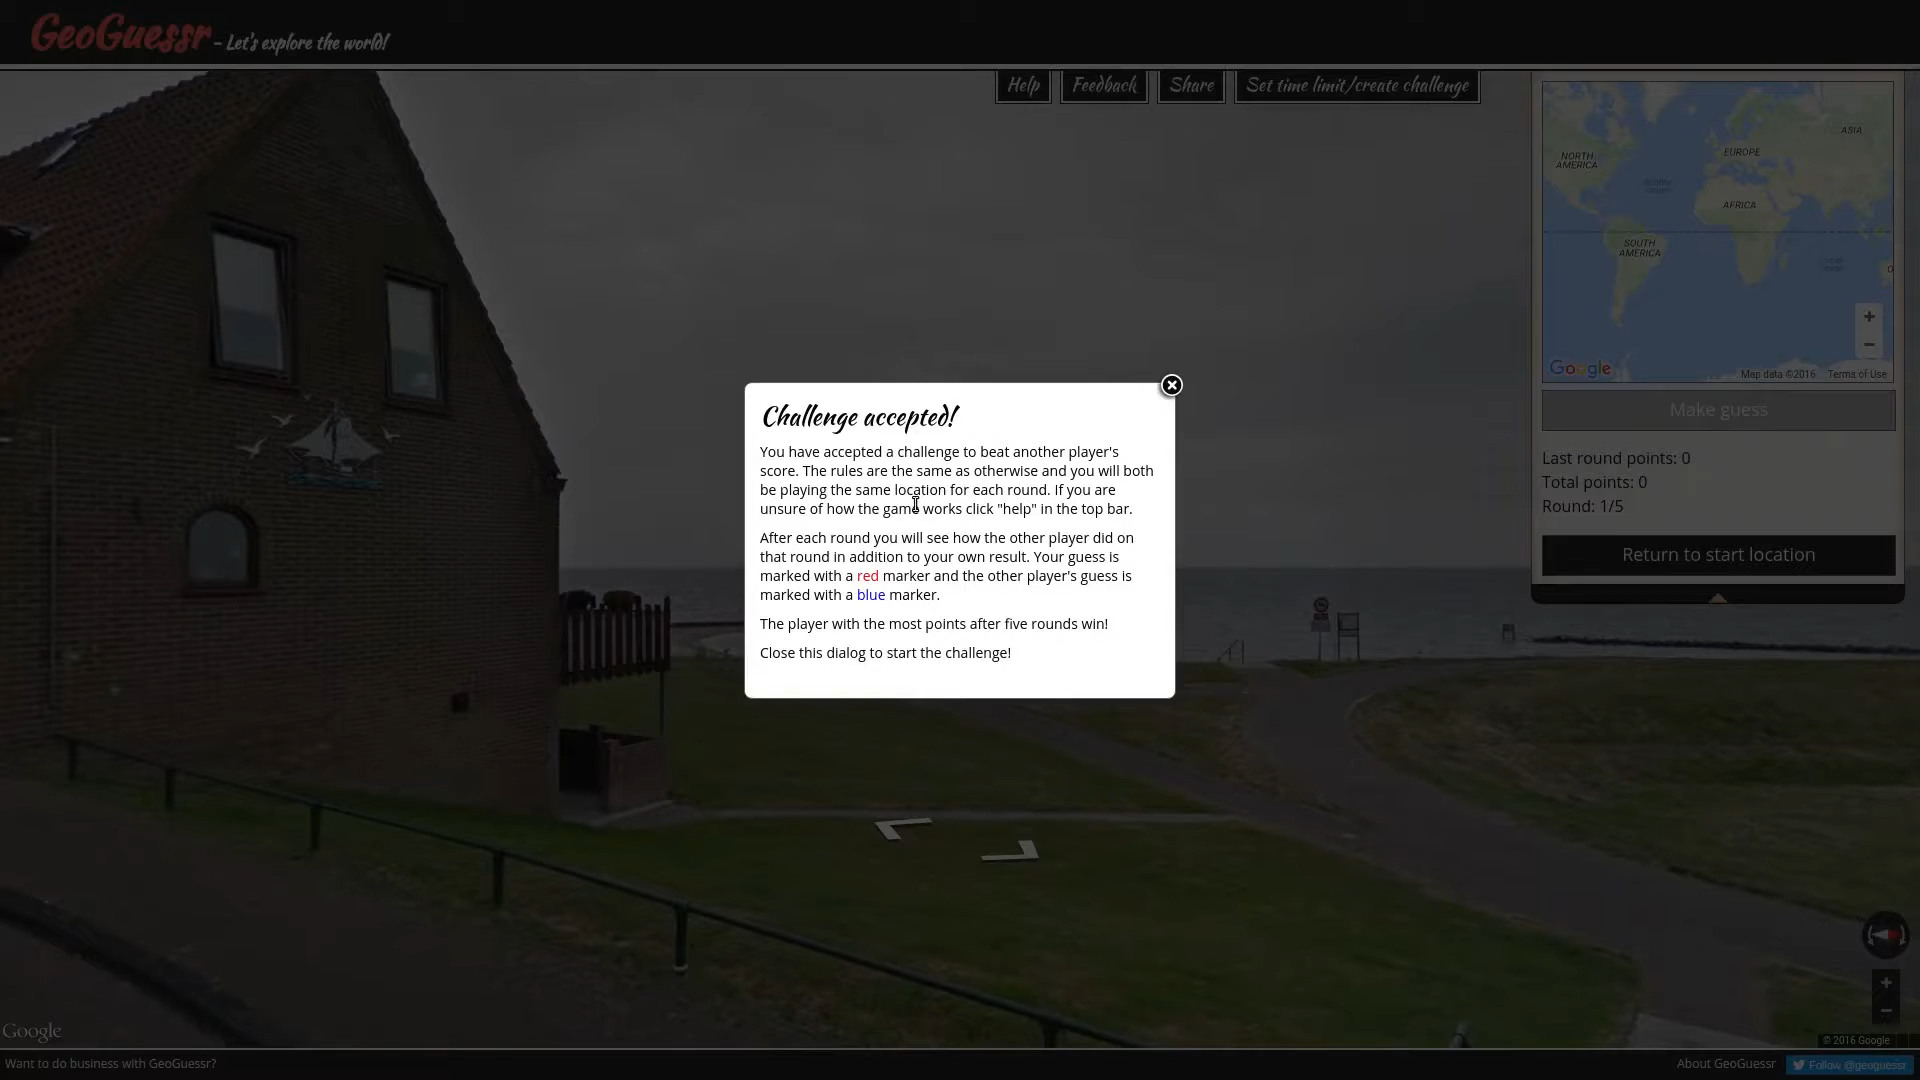 GeoGuessr - Let's explore the world!
Help
Feedback
Share
Set time limit/create challenge
NORTH AMERICA
EUROPE
ASIA
AFRICA
SOUTH AMERICA
Google
Map data ©2016
Terms of Use
Make guess
Last round points: 0
Total points: 0
Round: 1/5
Return to start location
Challenge accepted!
You have accepted a challenge to beat another player's
score. The rules are the same as otherwise and you will both
be playing the same location for each round. If you are
unsure of how the game works click "help" in the top bar.
After each round you will see how the other player did on
that round in addition to your own result. Your guess is
marked with a red marker and the other player's guess is
marked with a blue marker.
The player with the most points after five rounds win!
Close this dialog to start the challenge!
Google
© 2016 Google
Want to do business with GeoGuessr?
About GeoGuessr
Follow @geoguessr